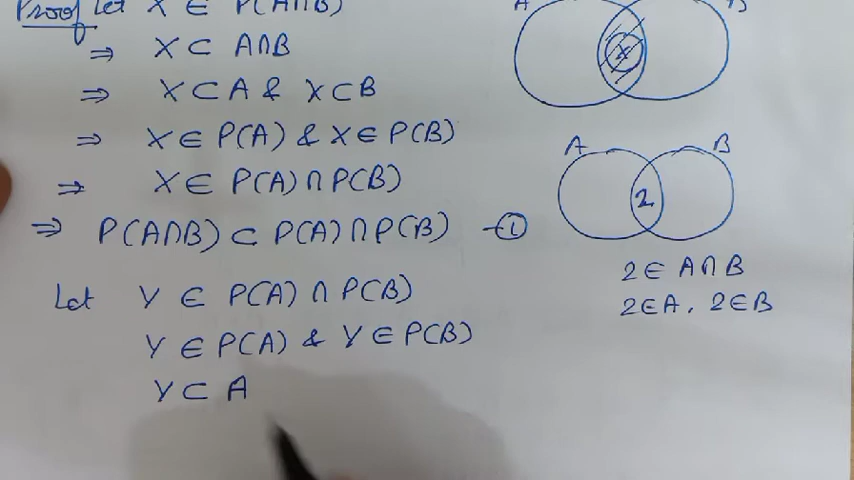 Proof Let X ∈ P(A∩B)
⇒ X ⊂ A∩B
⇒ X ⊂ A & X ⊂ B
⇒ X ∈ P(A) & X ∈ P(B)
⇒ X ∈ P(A) ∩ P(B)
⇒ P(A∩B) ⊂ P(A) ∩ P(B) —①
Let Y ∈ P(A) ∩ P(B)
Y ∈ P(A) & Y ∈ P(B)
Y ⊂ A
A B
X
A B
2
2 ∈ A∩B
2 ∈ A, 2 ∈ B